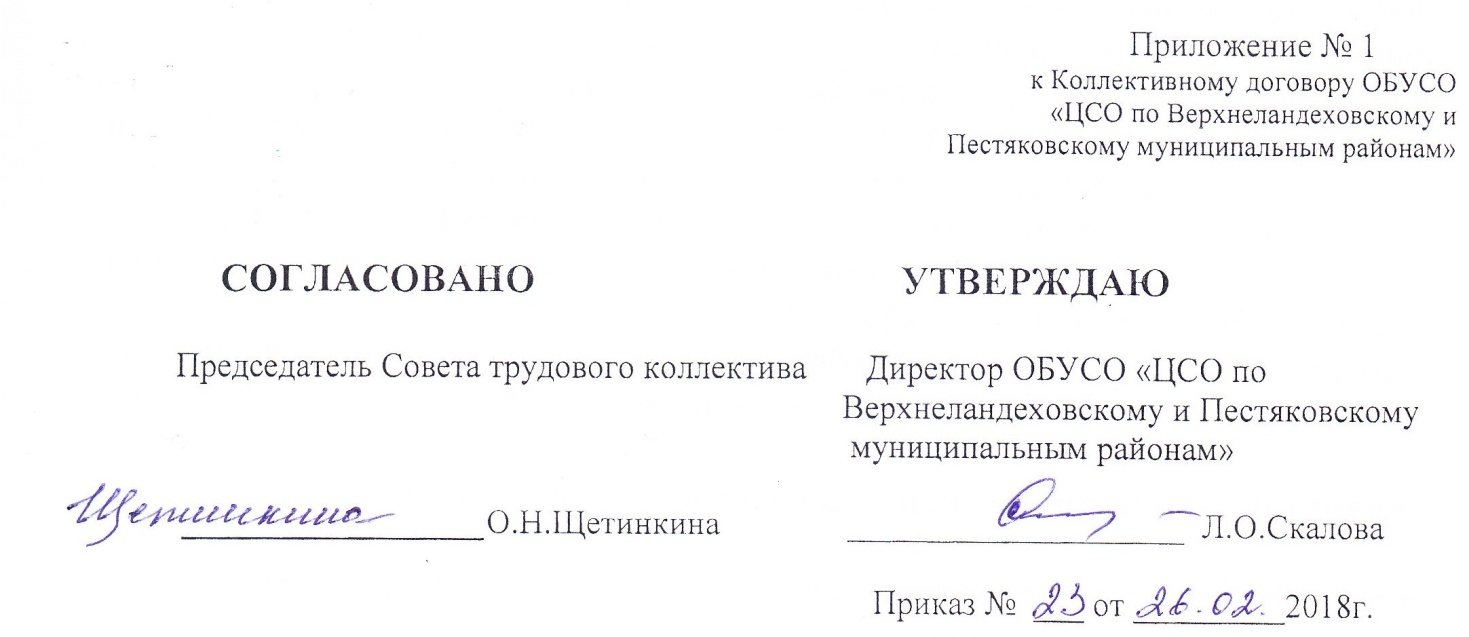 Приложение № 1
к Коллективному договору ОБУСО
«ЦСО по Верхнеландеховскому и
Пестяковскому муниципальным районам»
СОГЛАСОВАНО
УТВЕРЖДАЮ
Председатель Совета трудового коллектива
Директор ОБУСО «ЦСО по
Верхнеландеховскому и Пестяковскому
муниципальным районам»
Щетинкина О.Н.Щетинкина
Л.О.Скалова
Приказ № 23 от 26.02. 2018г.